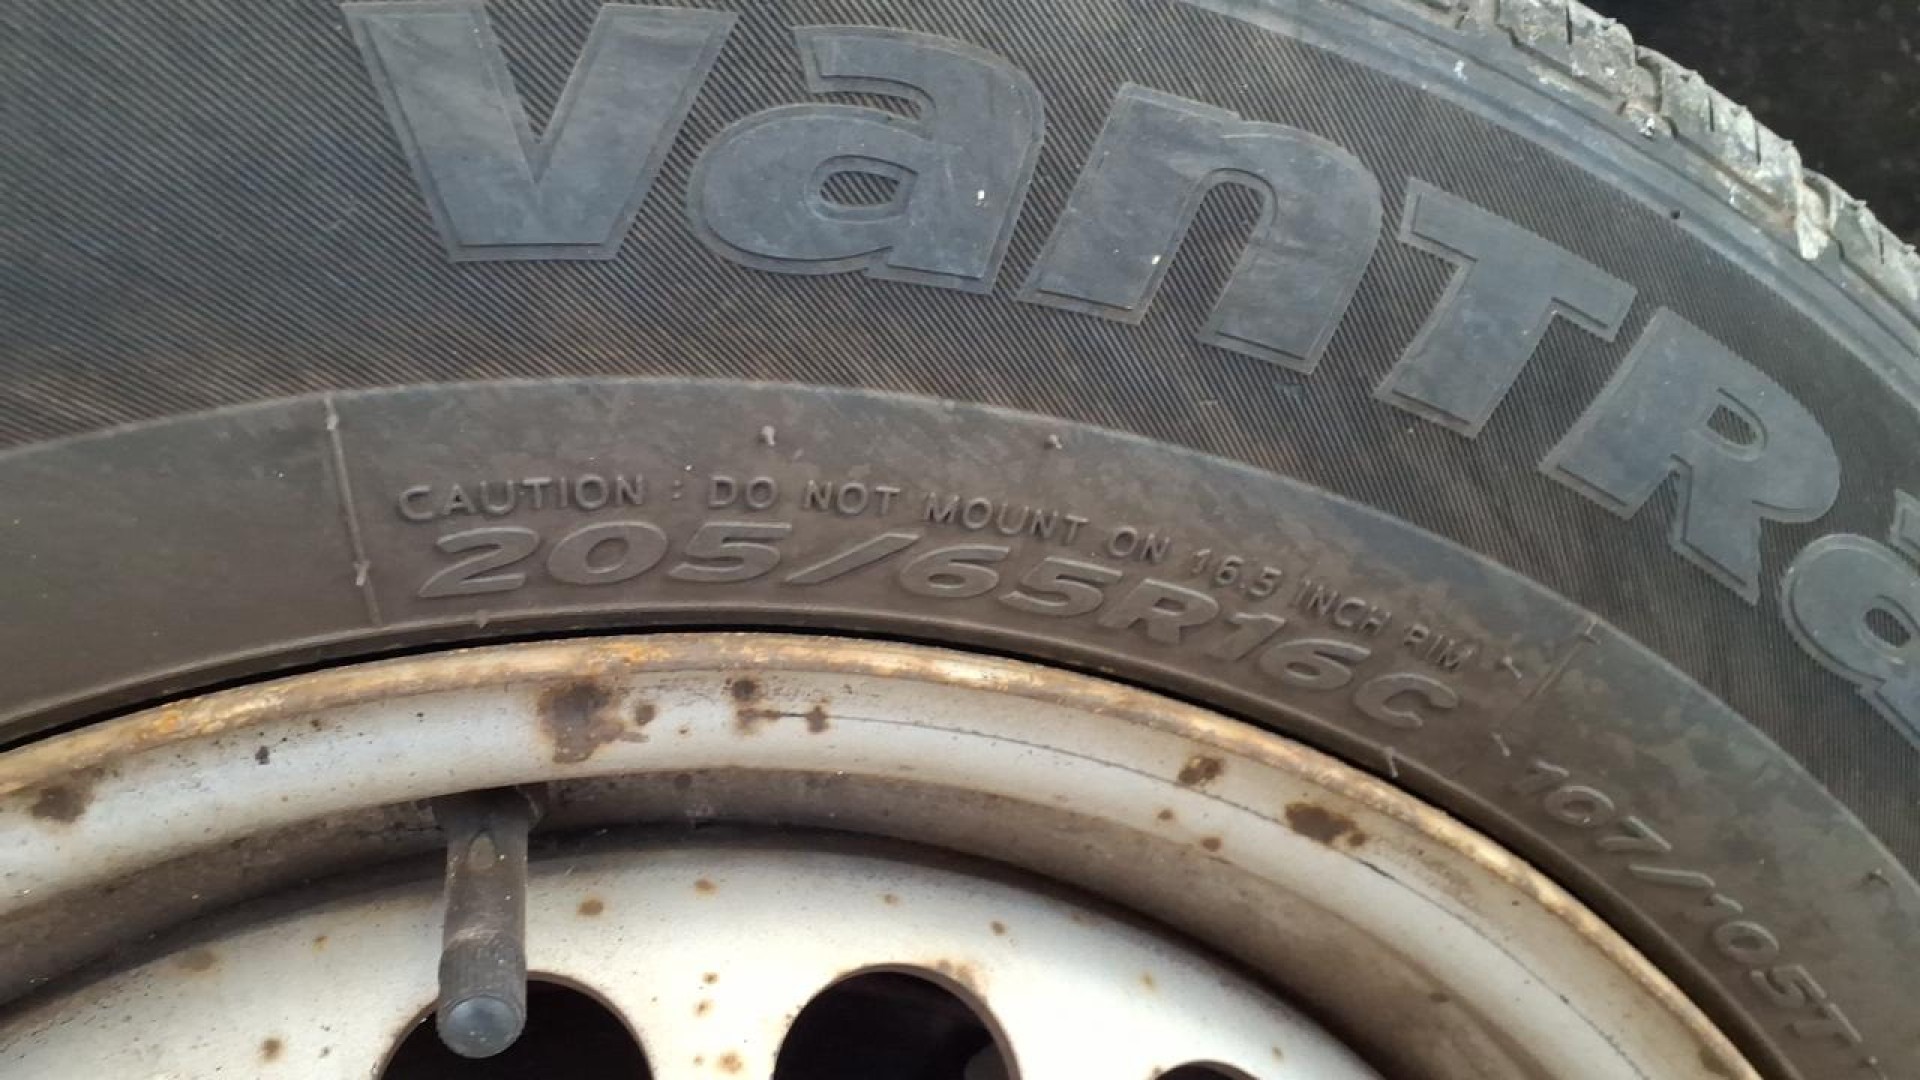 VanTRa
CAUTION : DO NOT MOUNT ON 16.5 INCH RIM
205/65R16C
107/105T